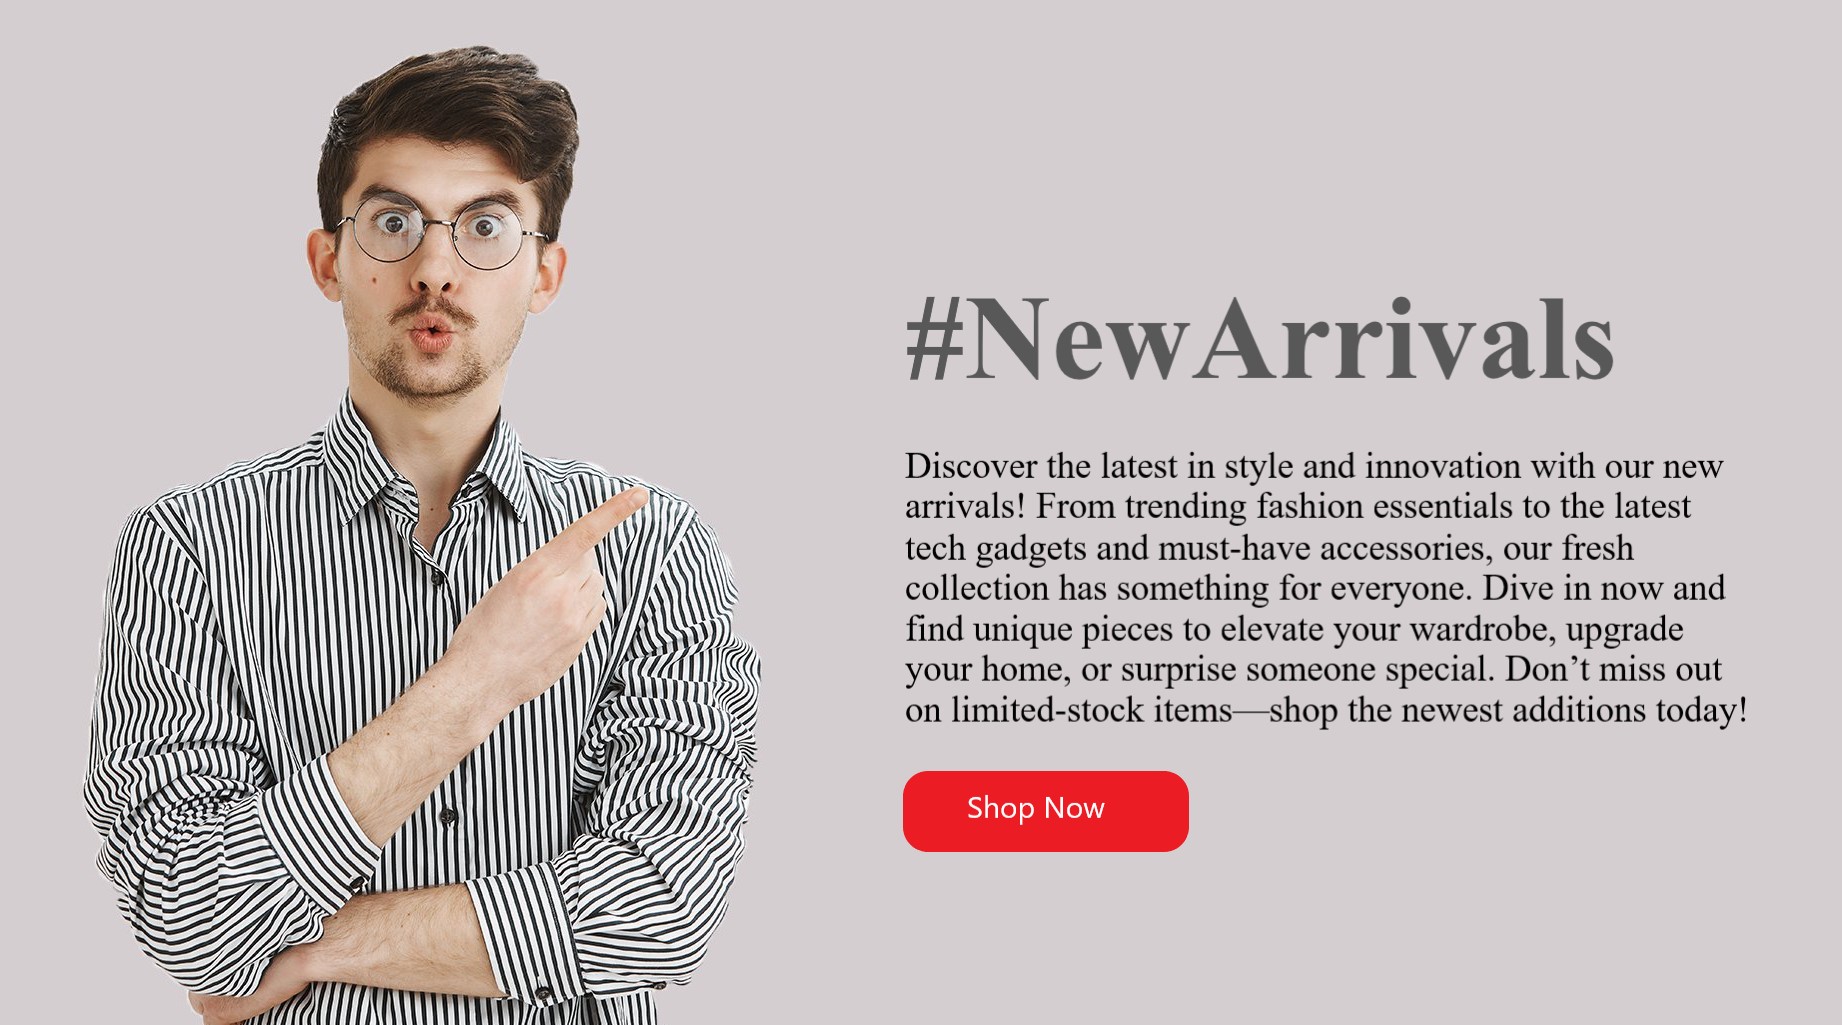 #NewArrivals
Discover the latest in style and innovation with our new
arrivals! From trending fashion essentials to the latest
tech gadgets and must-have accessories, our fresh
collection has something for everyone. Dive in now and
find unique pieces to elevate your wardrobe, upgrade
your home, or surprise someone special. Don’t miss out
on limited-stock items—shop the newest additions today!
Shop Now